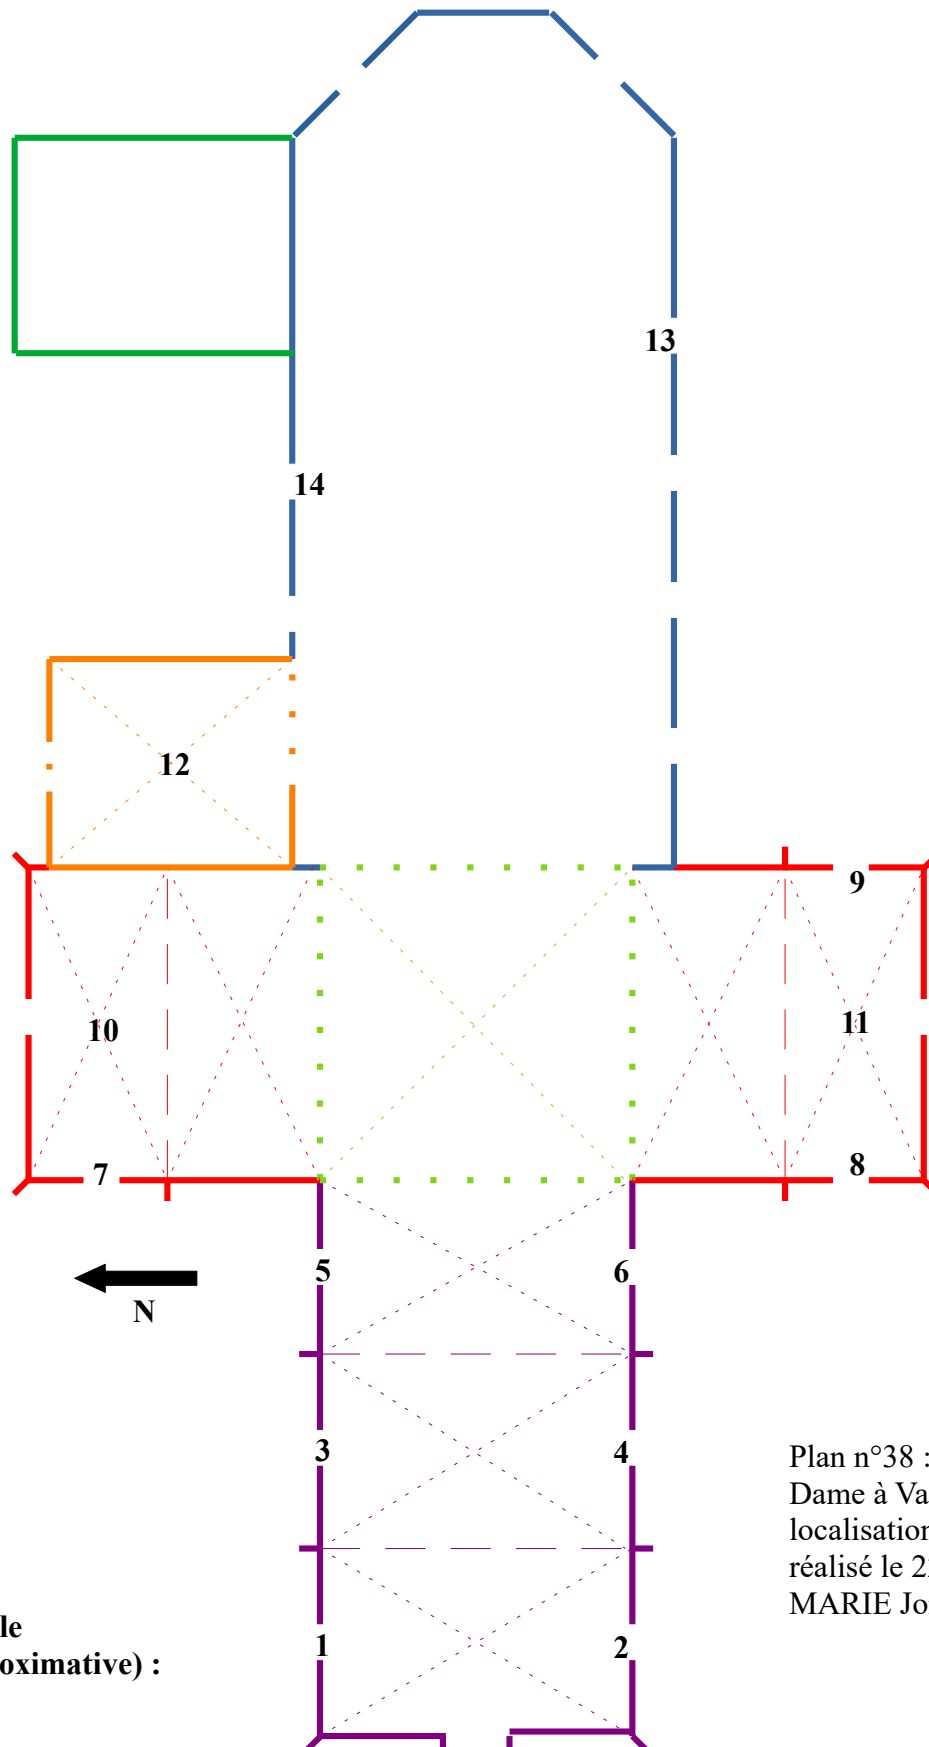 13
14
12
9
10
11
7
8
N
5
6
3
4
Plan n°38 :
Dame à Va
localisation
réalisé le 2
MARIE Jo
1
2
le
oximative) :